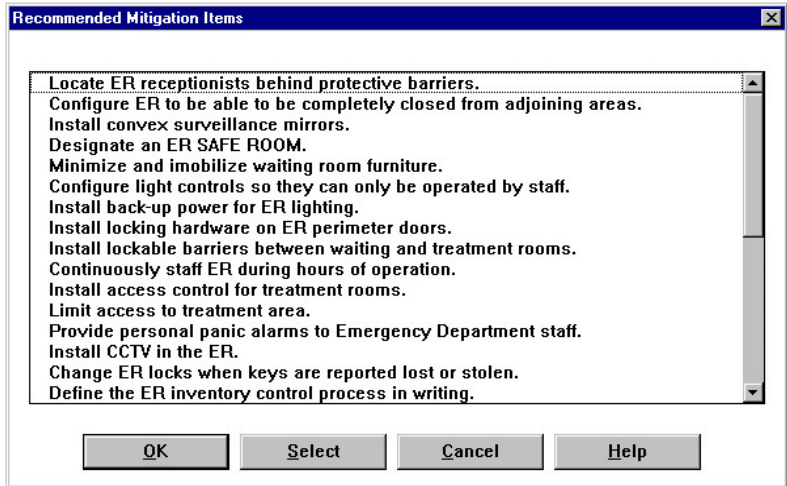 Recommended Mitigation Items
Locate ER receptionists behind protective barriers.
Configure ER to be able to be completely closed from adjoining areas.
Install convex surveillance mirrors.
Designate an ER SAFE ROOM.
Minimize and imobilize waiting room furniture.
Configure light controls so they can only be operated by staff.
Install back-up power for ER lighting.
Install locking hardware on ER perimeter doors.
Install lockable barriers between waiting and treatment rooms.
Continuously staff ER during hours of operation.
Install access control for treatment rooms.
Limit access to treatment area.
Provide personal panic alarms to Emergency Department staff.
Install CCTV in the ER.
Change ER locks when keys are reported lost or stolen.
Define the ER inventory control process in writing.
OK Select Cancel Help